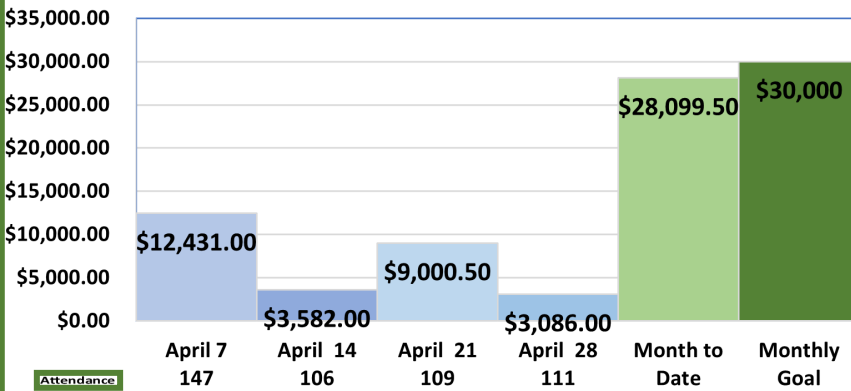 $35,000.00
$30,000.00
$25,000.00
$20,000.00
$15,000.00
$10,000.00
$5,000.00
$0.00
$12,431.00
$3,582.00
$9,000.50
$3,086.00
$28,099.50
$30,000
April 7
April 14
April 21
April 28
Month to
Date
Monthly
Goal
Attendance
147
106
109
111